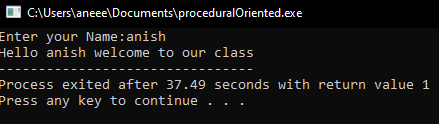 C:\Users\aneee\Documents\proceduralOriented.exe
Enter your Name:anish
Hello anish welcome to our class
--------------------------------
Process exited after 37.49 seconds with return value 1
Press any key to continue . . .